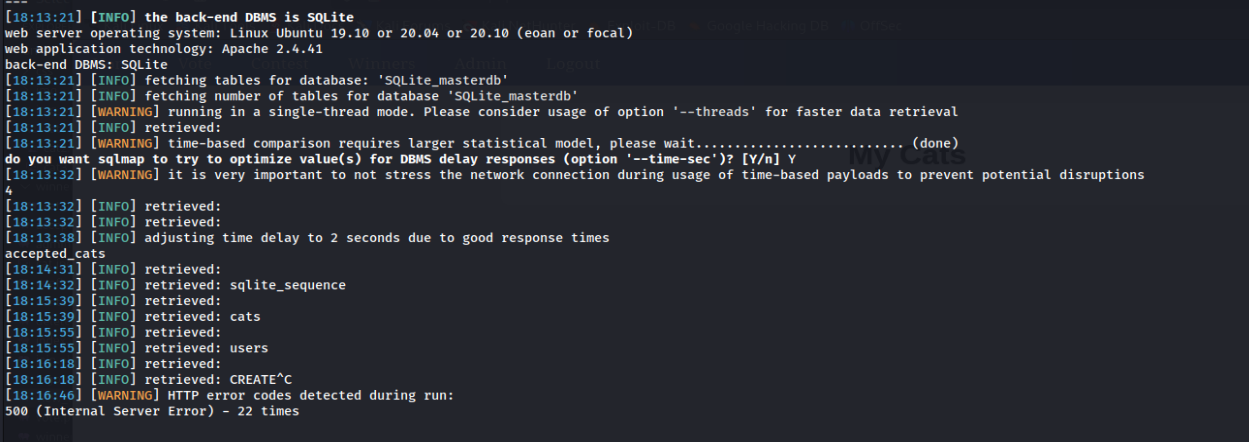 ---
[18:13:21] [INFO] the back-end DBMS is SQLite
web server operating system: Linux Ubuntu 19.10 or 20.04 or 20.10 (eoan or focal)
web application technology: Apache 2.4.41
back-end DBMS: SQLite
[18:13:21] [INFO] fetching tables for database: 'SQLite_masterdb'
[18:13:21] [INFO] fetching number of tables for database 'SQLite_masterdb'
[18:13:21] [WARNING] running in a single-thread mode. Please consider usage of option '--threads' for faster data retrieval
[18:13:21] [INFO] retrieved:
[18:13:21] [WARNING] time-based comparison requires larger statistical model, please wait........................... (done)
do you want sqlmap to try to optimize value(s) for DBMS delay responses (option '--time-sec')? [Y/n] Y
My Cats
[18:13:32] [WARNING] it is very important to not stress the network connection during usage of time-based payloads to prevent potential disruptions
4
[18:13:32] [INFO] retrieved:
[18:13:32] [INFO] retrieved:
[18:13:38] [INFO] adjusting time delay to 2 seconds due to good response times
accepted_cats
[18:14:31] [INFO] retrieved:
[18:14:32] [INFO] retrieved: sqlite_sequence
[18:15:39] [INFO] retrieved:
[18:15:39] [INFO] retrieved: cats
[18:15:55] [INFO] retrieved:
[18:15:55] [INFO] retrieved: users
[18:16:18] [INFO] retrieved:
[18:16:18] [INFO] retrieved: CREATE^C
[18:16:46] [WARNING] HTTP error codes detected during run:
500 (Internal Server Error) - 22 times